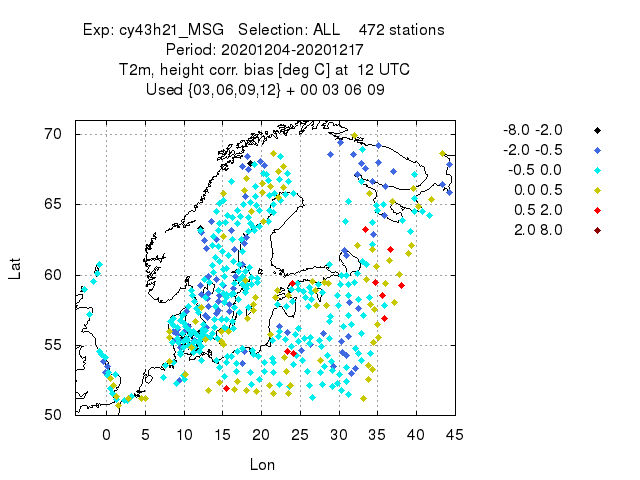 Exp: cy43h21_MSG   Selection: ALL    472 stations
Period: 20201204-20201217
T2m, height corr. bias [deg C] at  12 UTC
Used {03,06,09,12} + 00 03 06 09
70
65
60
55
50
Lat
0 5 10 15 20 25 30 35 40 45
Lon
-8.0 -2.0
-2.0 -0.5
-0.5 0.0
0.0 0.5
0.5 2.0
2.0 8.0